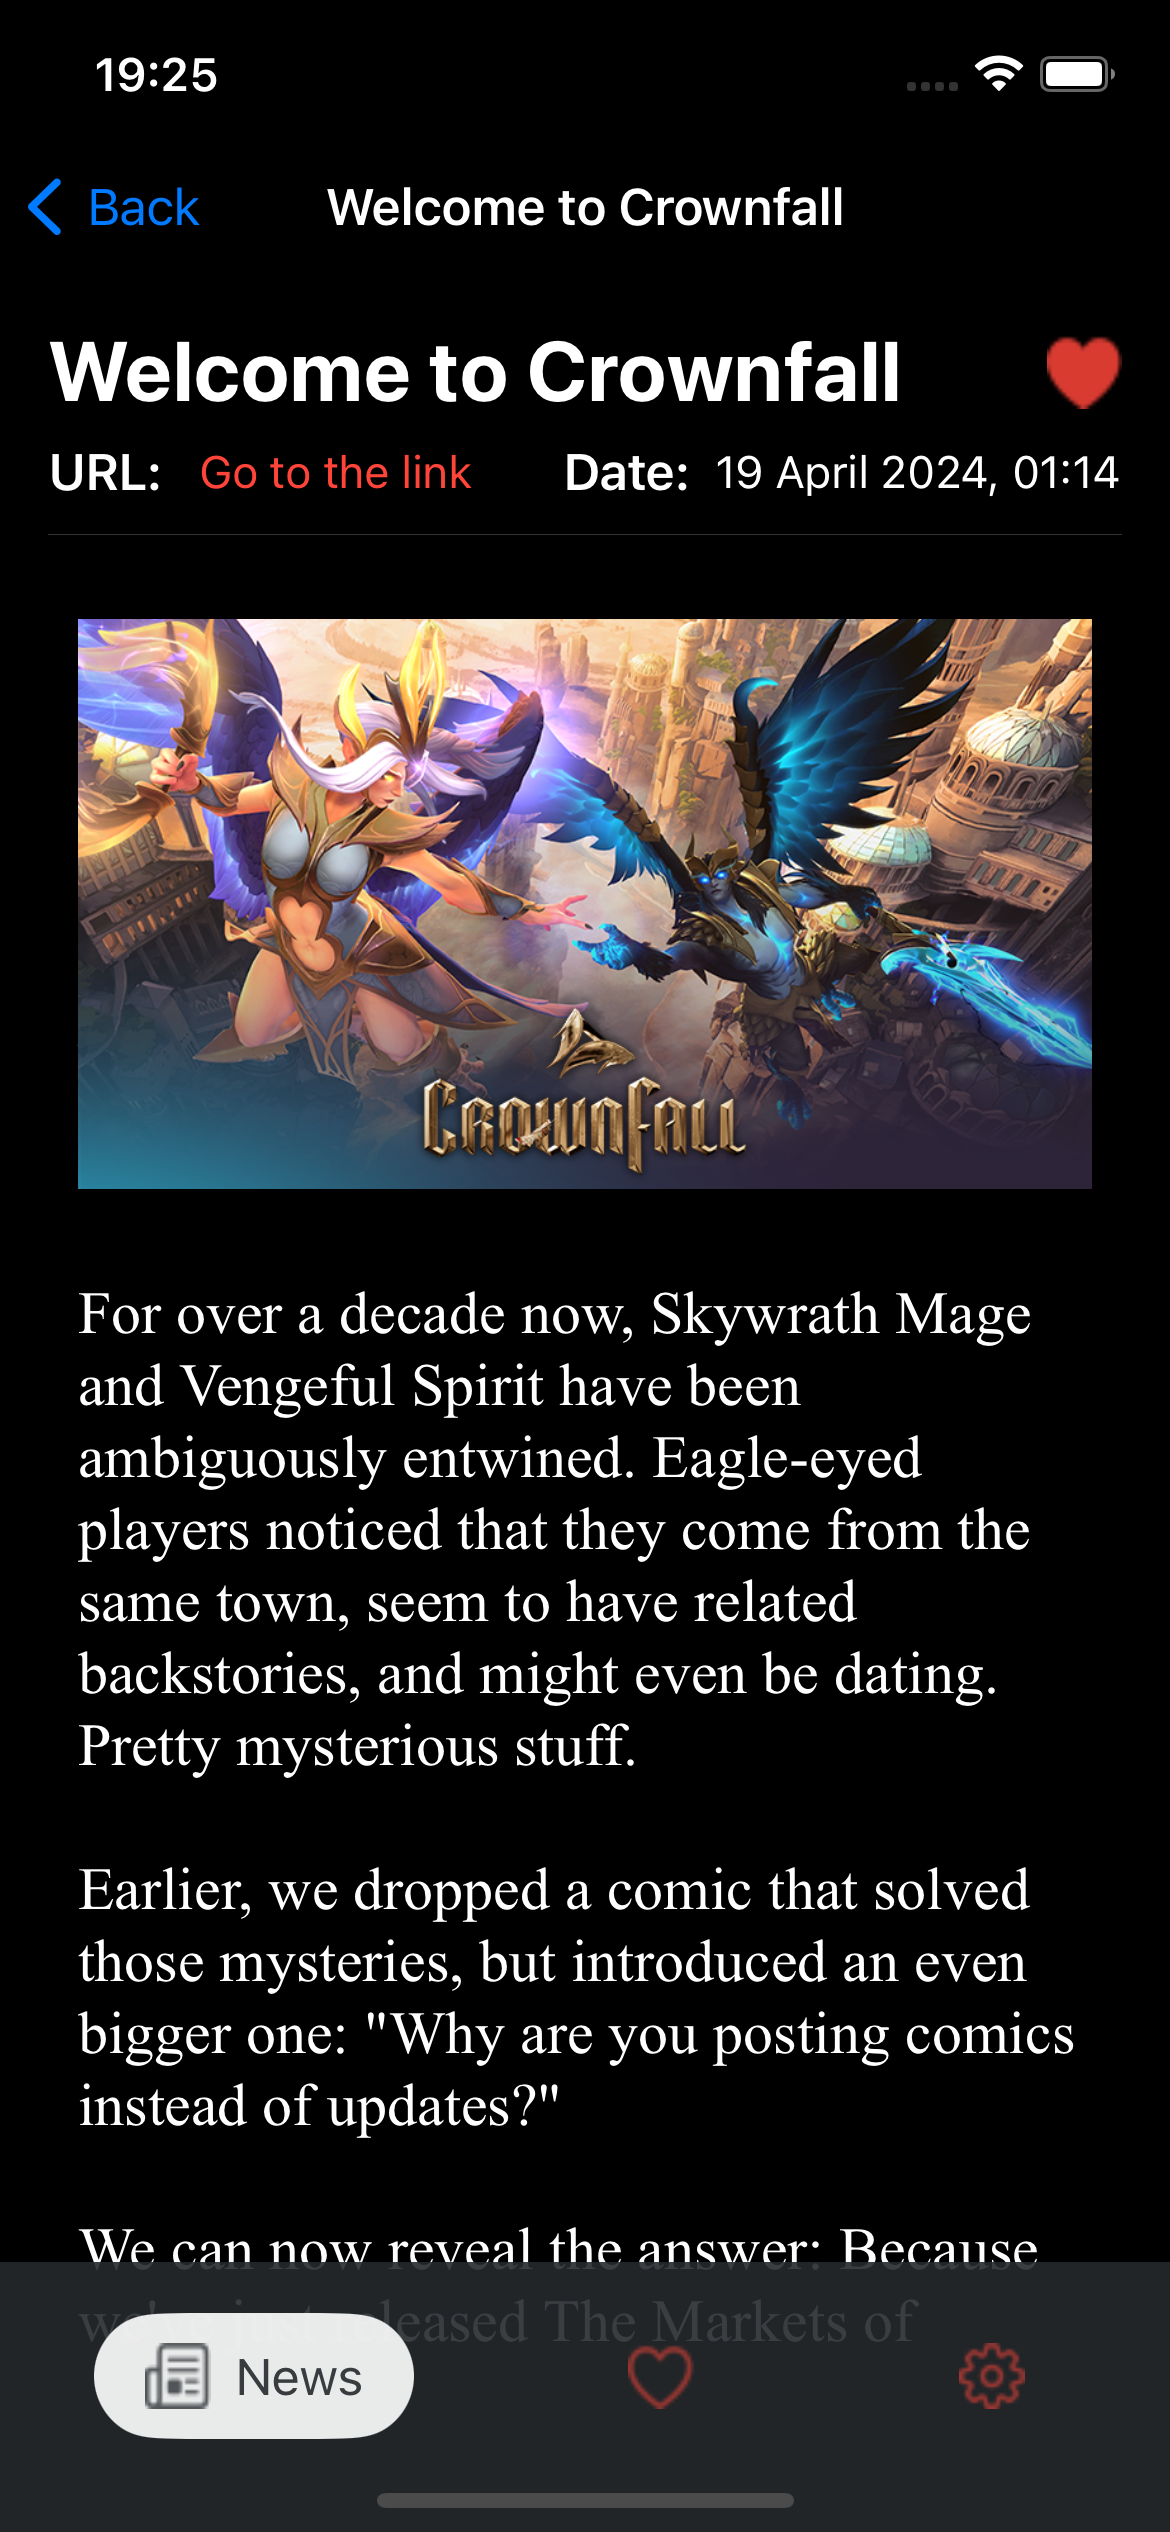 19:25
Back
Welcome to Crownfall
Welcome to Crownfall
URL: Go to the link Date: 19 April 2024, 01:14
CROWNFALL
For over a decade now, Skywrath Mage
and Vengeful Spirit have been
ambiguously entwined. Eagle-eyed
players noticed that they come from the
same town, seem to have related
backstories, and might even be dating.
Pretty mysterious stuff.
Earlier, we dropped a comic that solved
those mysteries, but introduced an even
bigger one: "Why are you posting comics
instead of updates?"
We can now reveal the answer: Because
we've just released The Markets of
News